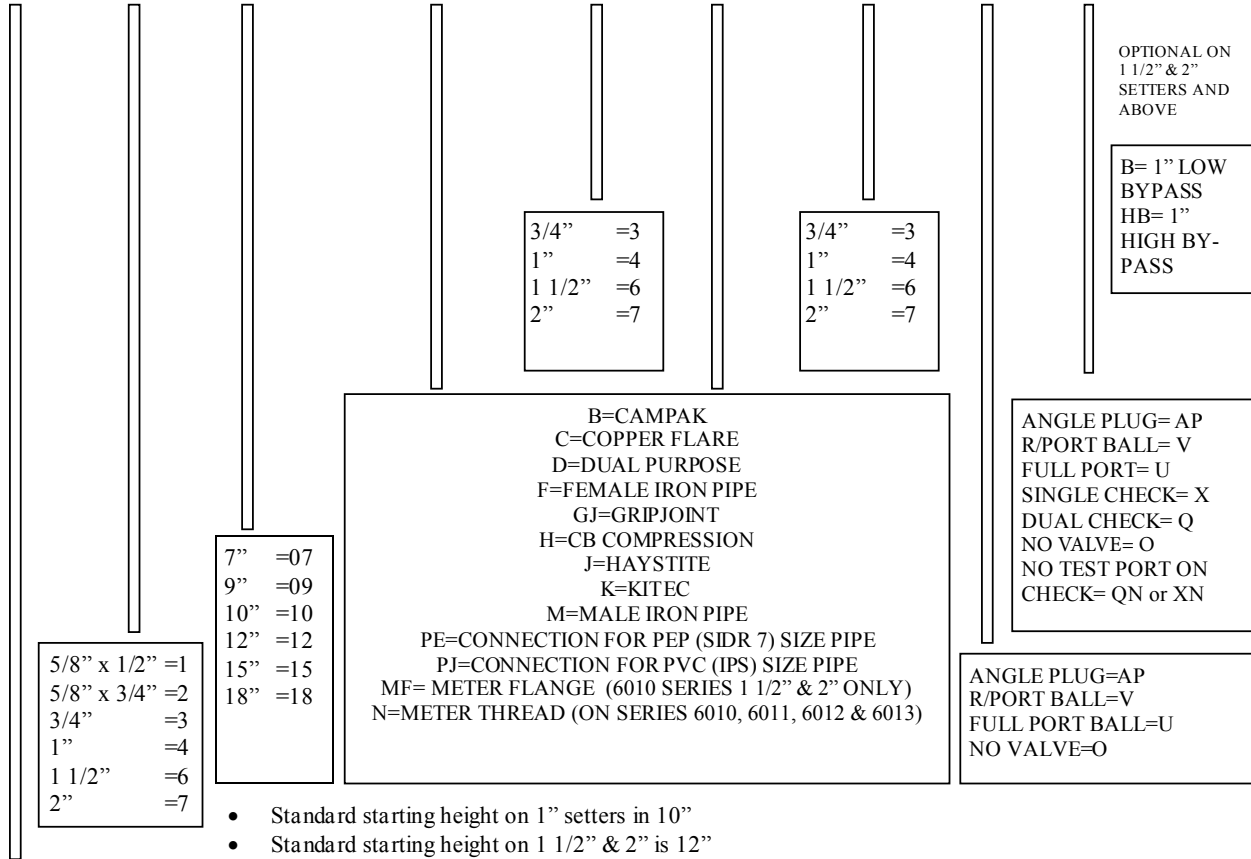 OPTIONAL ON
1 1/2” & 2”
SETTERS AND
ABOVE
B= 1” LOW
BYPASS
HB= 1”
HIGH BY-
PASS
3/4” =3
1” =4
1 1/2” =6
2” =7
3/4” =3
1” =4
1 1/2” =6
2” =7
B=CAMPAK
C=COPPER FLARE
D=DUAL PURPOSE
F=FEMALE IRON PIPE
GJ=GRIPJOINT
H=CB COMPRESSION
J=HAYSTITE
K=KITEC
M=MALE IRON PIPE
PE=CONNECTION FOR PEP (SIDR 7) SIZE PIPE
PJ=CONNECTION FOR PVC (IPS) SIZE PIPE
MF= METER FLANGE (6010 SERIES 1 1/2” & 2” ONLY)
N=METER THREAD (ON SERIES 6010, 6011, 6012 & 6013)
ANGLE PLUG= AP
R/PORT BALL= V
FULL PORT= U
SINGLE CHECK= X
DUAL CHECK= Q
NO VALVE= O
NO TEST PORT ON
CHECK= QN or XN
7” =07
9” =09
10” =10
12” =12
15” =15
18” =18
5/8” x 1/2” =1
5/8” x 3/4” =2
3/4” =3
1” =4
1 1/2” =6
2” =7
ANGLE PLUG=AP
R/PORT BALL=V
FULL PORT BALL=U
NO VALVE=O
• Standard starting height on 1” setters in 10”
• Standard starting height on 1 1/2” & 2” is 12”